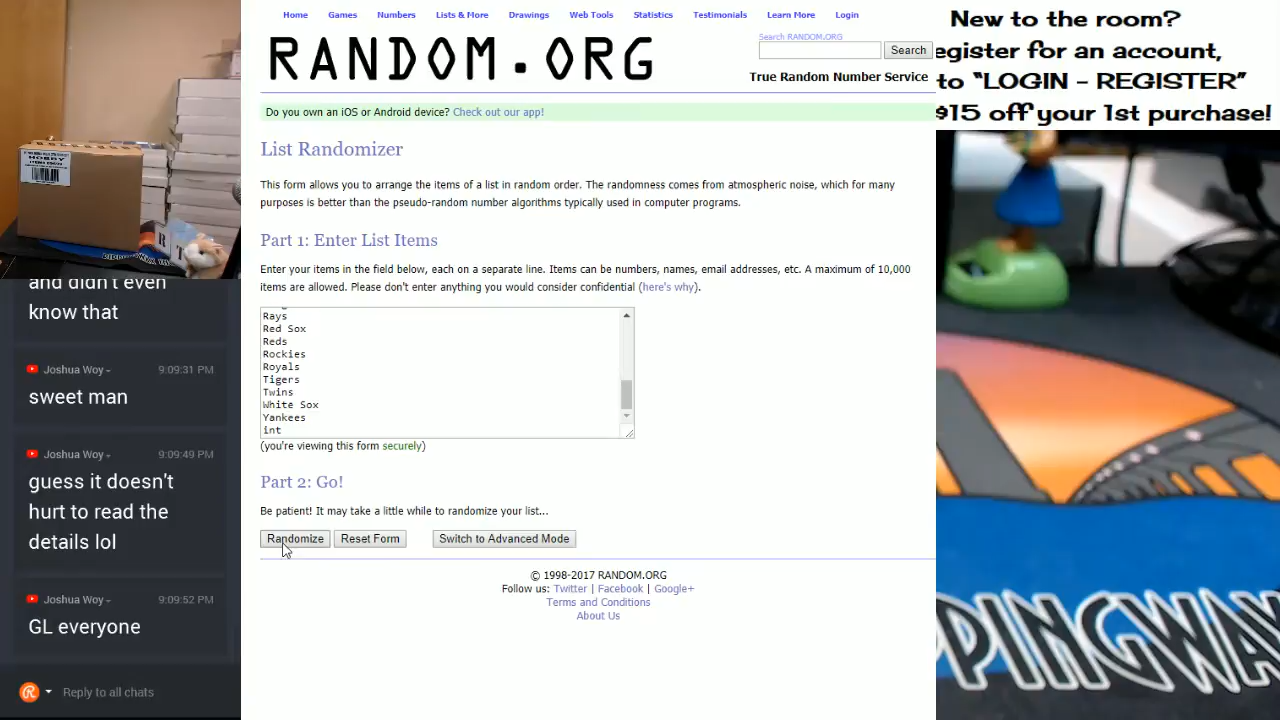 Home Games Numbers Lists & More Drawings Web Tools Statistics Testimonials Learn More Login
RANDOM.ORG
Search RANDOM.ORG
Search
True Random Number Service
Do you own an iOS or Android device? Check out our app!
List Randomizer
This form allows you to arrange the items of a list in random order. The randomness comes from atmospheric noise, which for many
purposes is better than the pseudo-random number algorithms typically used in computer programs.
Part 1: Enter List Items
Enter your items in the field below, each on a separate line. Items can be numbers, names, email addresses, etc. A maximum of 10,000
items are allowed. Please don't enter anything you would consider confidential (here's why).
Rays
Red Sox
Reds
Rockies
Royals
Tigers
Twins
White Sox
Yankees
int
(you're viewing this form securely)
Part 2: Go!
Be patient! It may take a little while to randomize your list...
Randomize Reset Form Switch to Advanced Mode
© 1998-2017 RANDOM.ORG
Follow us: Twitter | Facebook | Google+
Terms and Conditions
About Us
New to the room?
egister for an account,
to "LOGIN - REGISTER"
$15 off your 1st purchase!
HOBBY
and didn't even
know that
Joshua Woy 9:09:31 PM
sweet man
Joshua Woy 9:09:49 PM
guess it doesn't
hurt to read the
details lol
Joshua Woy 9:09:52 PM
GL everyone
Reply to all chats
PPINGWAX